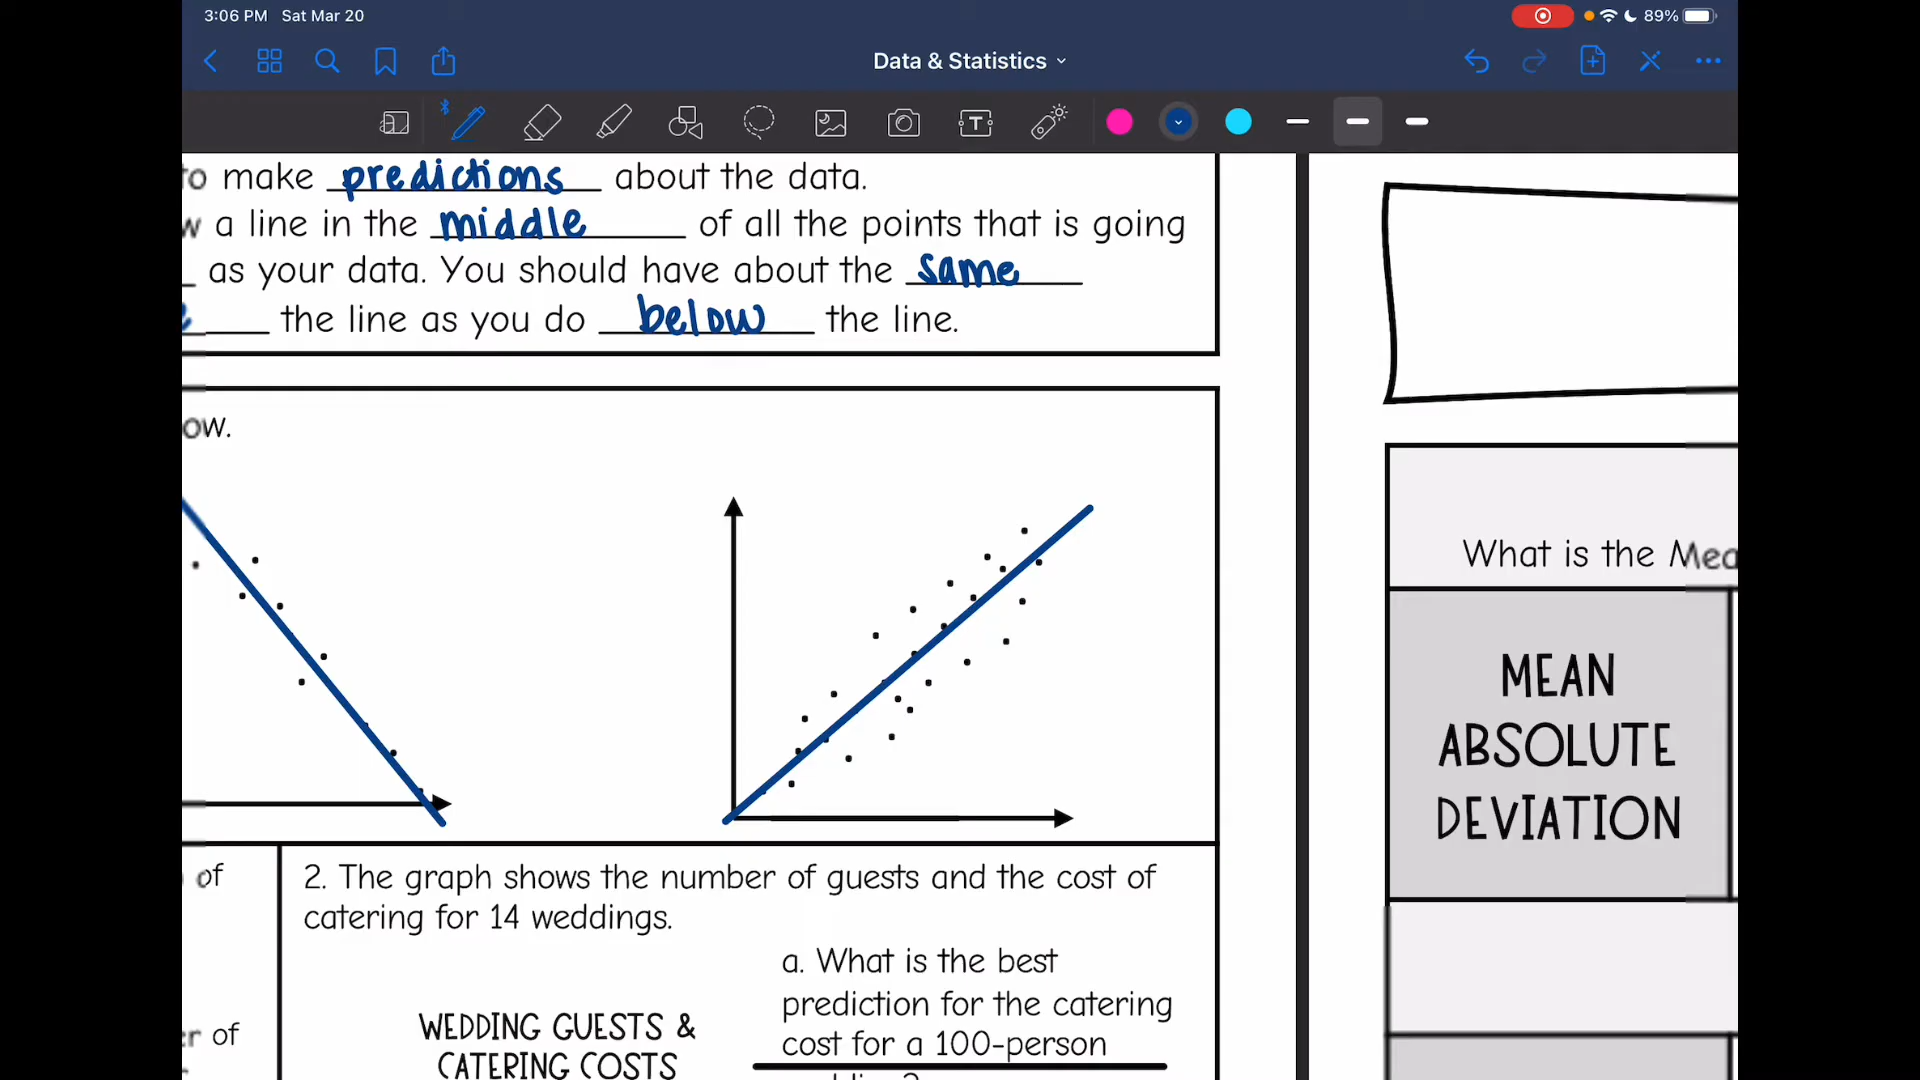 3:06 PM Sat Mar 20
89%
Data & Statistics
to make predictions about the data.
w a line in the middle of all the points that is going
as your data. You should have about the same
e the line as you do below the line.
ow.
What is the Mea
MEAN
ABSOLUTE
DEVIATION
of
er of
2. The graph shows the number of guests and the cost of
catering for 14 weddings.
a. What is the best
prediction for the catering
cost for a 100-person
WEDDING GUESTS &
CATERING COSTS